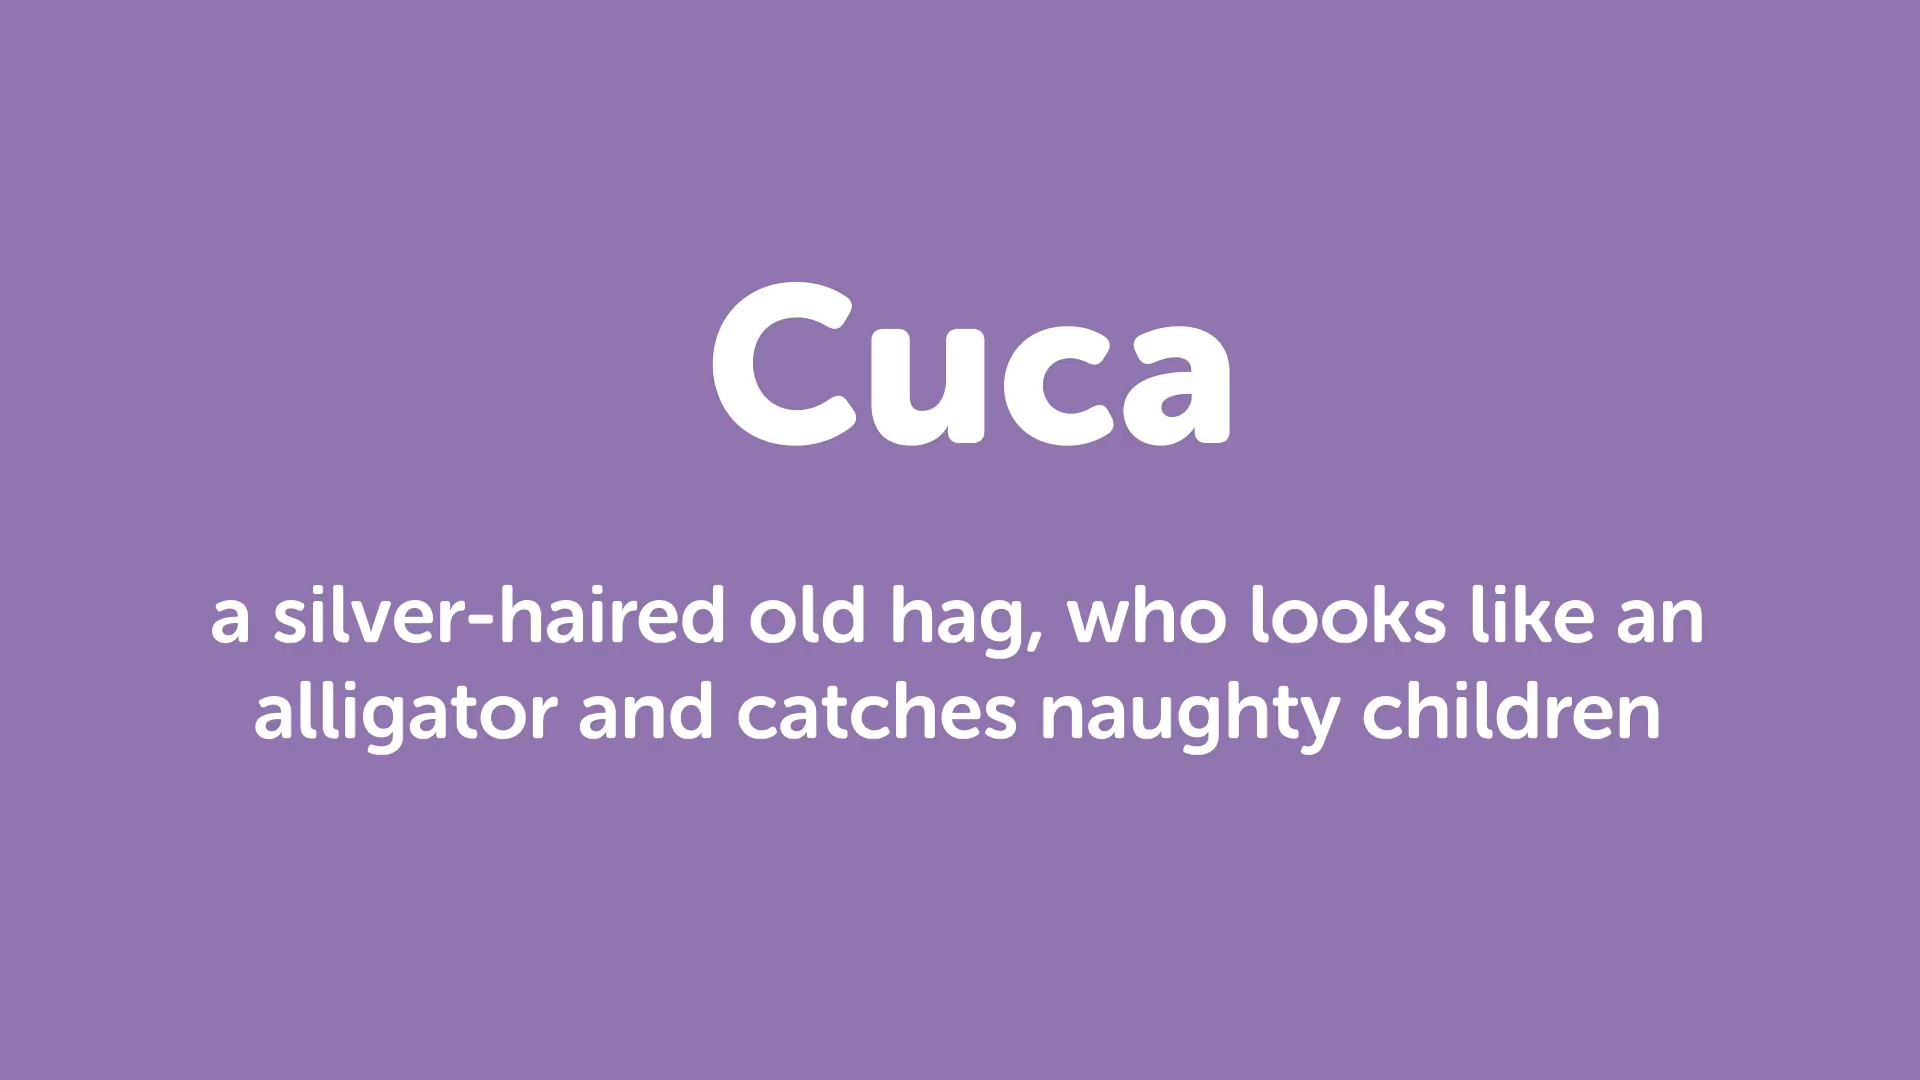 Cuca
a silver-haired old hag, who looks like an
alligator and catches naughty children